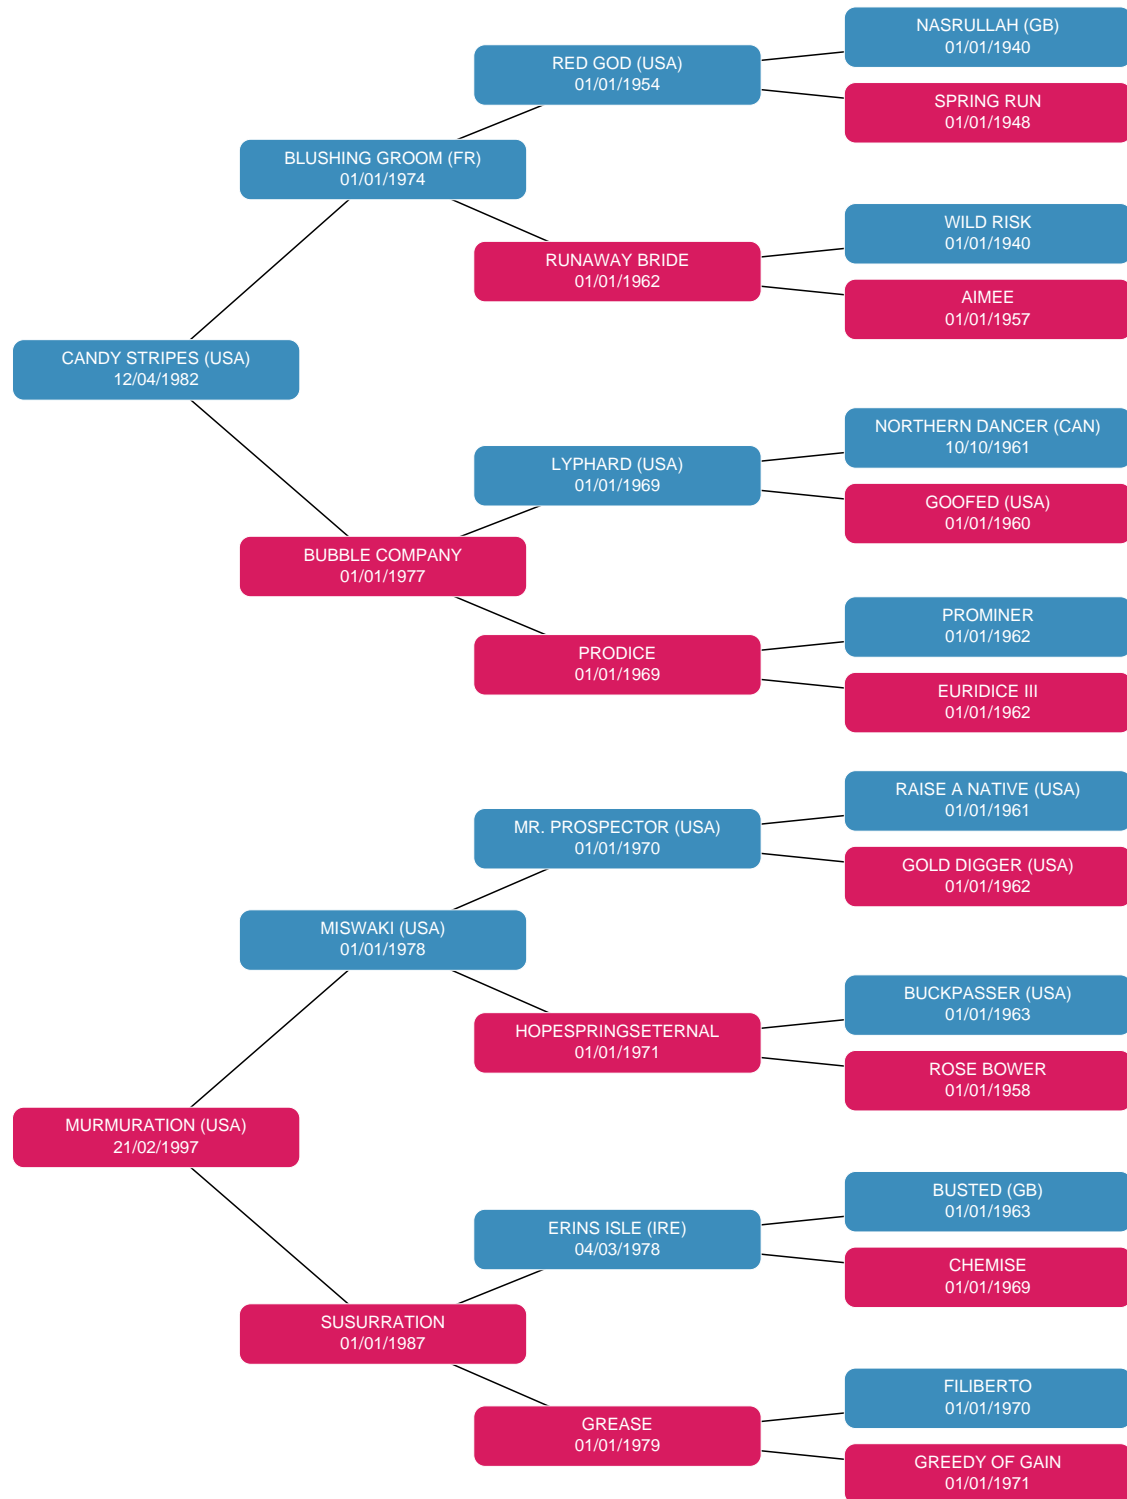 NASRULLAH (GB)
01/01/1940
RED GOD (USA)
01/01/1954
SPRING RUN
01/01/1948
BLUSHING GROOM (FR)
01/01/1974
WILD RISK
01/01/1940
RUNAWAY BRIDE
01/01/1962
AIMEE
01/01/1957
CANDY STRIPES (USA)
12/04/1982
NORTHERN DANCER (CAN)
10/10/1961
LYPHARD (USA)
01/01/1969
GOOFED (USA)
01/01/1960
BUBBLE COMPANY
01/01/1977
PROMINER
01/01/1962
PRODICE
01/01/1969
EURIDICE III
01/01/1962
RAISE A NATIVE (USA)
01/01/1961
MR. PROSPECTOR (USA)
01/01/1970
GOLD DIGGER (USA)
01/01/1962
MISWAKI (USA)
01/01/1978
BUCKPASSER (USA)
01/01/1963
HOPESPRINGSETERNAL
01/01/1971
ROSE BOWER
01/01/1958
MURMURATION (USA)
21/02/1997
BUSTED (GB)
01/01/1963
ERINS ISLE (IRE)
04/03/1978
CHEMISE
01/01/1969
SUSURRATION
01/01/1987
FILIBERTO
01/01/1970
GREASE
01/01/1979
GREEDY OF GAIN
01/01/1971